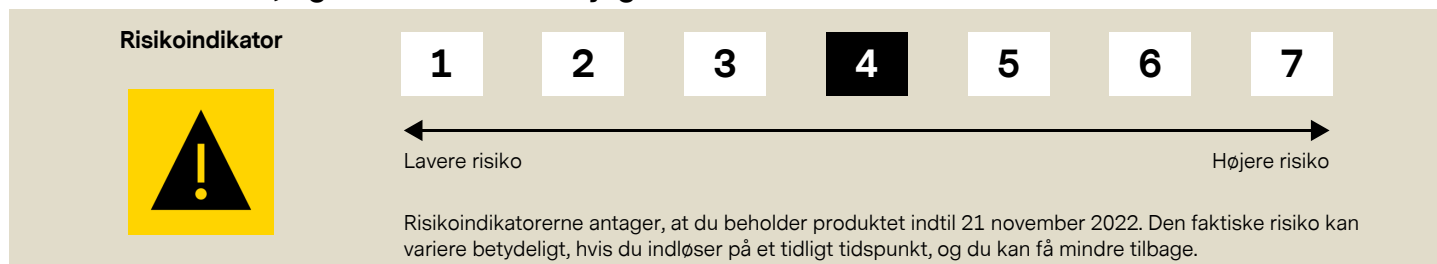 Risikoindikator
1 2 3 4 5 6 7
Lavere risiko Højere risiko
Risikoindikatorerne antager, at du beholder produktet indtil 21 november 2022. Den faktiske risiko kan
variere betydeligt, hvis du indløser på et tidligt tidspunkt, og du kan få mindre tilbage.